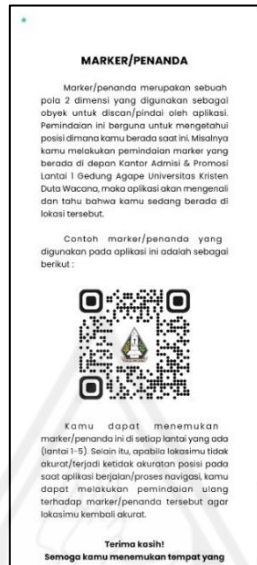 MARKER/PENANDA
Marker/penanda merupakan sebuah
pola 2 dimensi yang digunakan sebagai
obyek untuk discan/pindai oleh aplikasi.
Pemindaian ini berguna untuk mengetahui
posisi dimana kamu berada saat ini. Misalnya
kamu melakukan pemindaian marker yang
berada di depan Kantor Admisi & Promosi
Lantai 1 Gedung Agape Universitas Kristen
Duta Wacana, maka aplikasi akan mengenali
dan tahu bahwa kamu sedang berada di
lokasi tersebut.
Contoh marker/penanda yang
digunakan pada aplikasi ini adalah sebagai
berikut :
Kamu dapat menemukan
marker/penanda ini di setiap lantai yang ada
(lantai 1-5). Selain itu, apabila lokasimu tidak
akurat/terjadi ketidak akuratan posisi pada
saat aplikasi berjalan/proses navigasi, kamu
dapat melakukan pemindaian ulang
terhadap marker/penanda tersebut agar
lokasimu kembali akurat.
Terima kasih!
Semoga kamu menemukan tempat yang